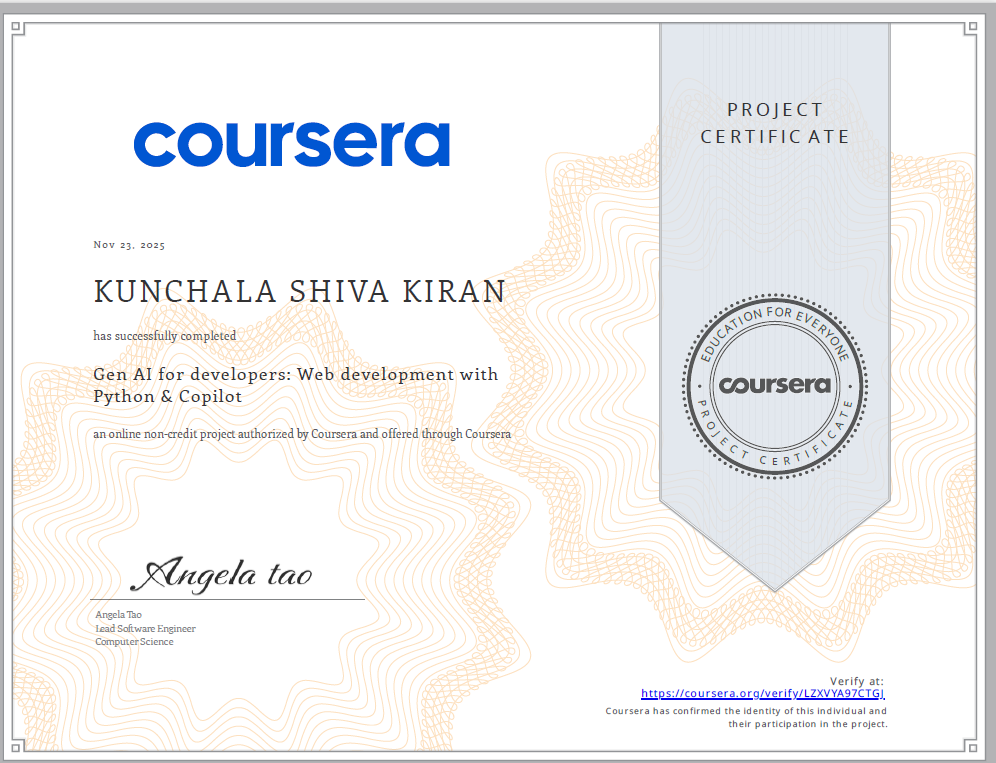 coursera
PROJECT
CERTIFICATE
Nov 23, 2025
KUNCHALA SHIVA KIRAN
has successfully completed
Gen AI for developers: Web development with
Python & Copilot
an online non-credit project authorized by Coursera and offered through Coursera
EDUCATION FOR EVERYONE
coursera
PROJECT CERTIFICATE
Angela tao
Angela Tao
Lead Software Engineer
Computer Science
Verify at:
https://coursera.org/verify/LZXVYA97CTGJ
Coursera has confirmed the identity of this individual and
their participation in the project.